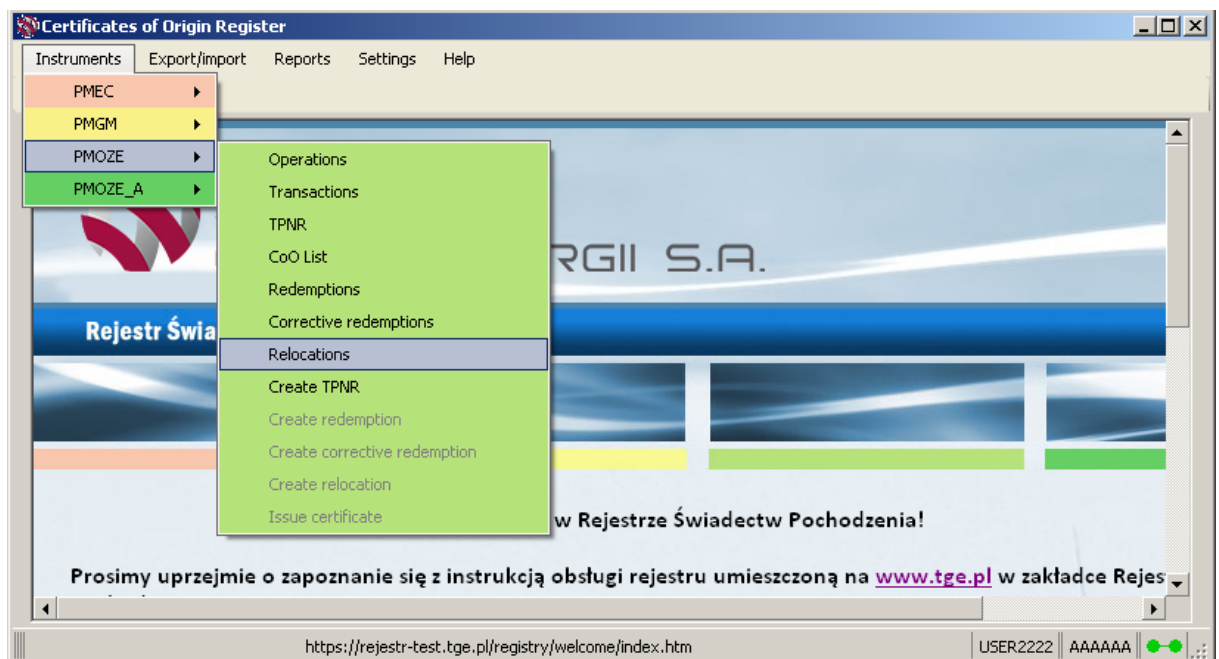 Certificates of Origin Register
Instruments Export/import Reports Settings Help
PMEC
PMGM
PMOZE
PMOZE_A
Operations
Transactions
TPNR
CoO List
Redemptions
Corrective redemptions
Relocations
Create TPNR
Create redemption
Create corrective redemption
Create relocation
Issue certificate
RGII S.A.
Rejestr Świa
w Rejestrze Świadectw Pochodzenia!
Prosimy uprzejmie o zapoznanie się z instrukcją obsługi rejestru umieszczoną na www.tge.pl w zakładce Rejes
https://rejestr-test.tge.pl/registry/welcome/index.htm
USER2222 AAAAAA